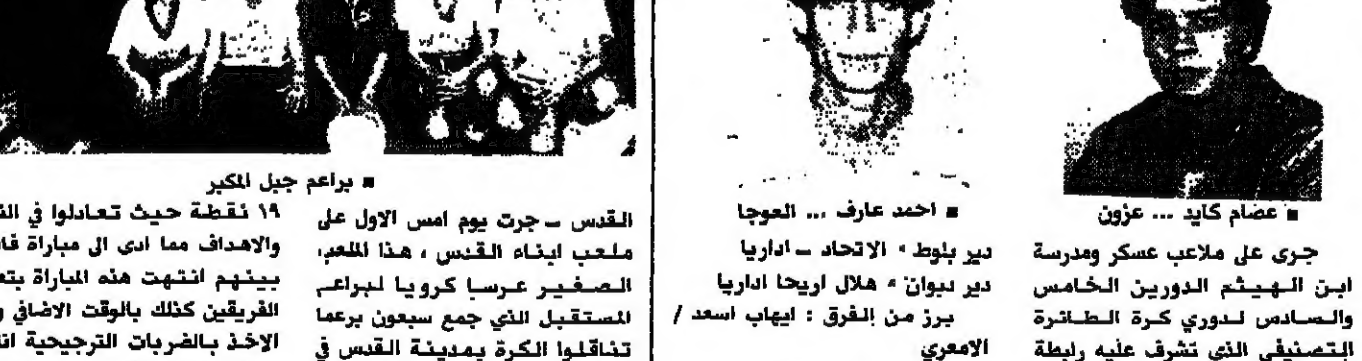 ■ عصام كايد ... عزون
جرى على ملاعب عسكر ومدرسة
ابن الهيثم الدورين الخامس
والسادس لدوري كرة الطائرة
التصنيفي الذي تشرف عليه رابطة
■ احمد عارف ... العوجا
دير بلوط * الاتحاد ــ اداريا
دير دبوان * هلال اريحا اداريا
برز من الفرق : ايهاب اسعد /
الامعري
■ براعم جبل المكبر
القدس ــ جرت يوم امس الاول على
ملعب ابناء القدس ، هذا الملعب
الصغير عرسا كرويا لبراعم
المستقبل الذي جمع سبعون برعما
تناقلوا الكرة بمدينة القدس في
١٩ نقطة حيث تعادلوا في
والاهداف مما ادى الى مباراة
بينهم انتهت هذه المباراة
الفريقين كذلك بالوقت الاضافي
الاخذ بالضربات الترجيحية